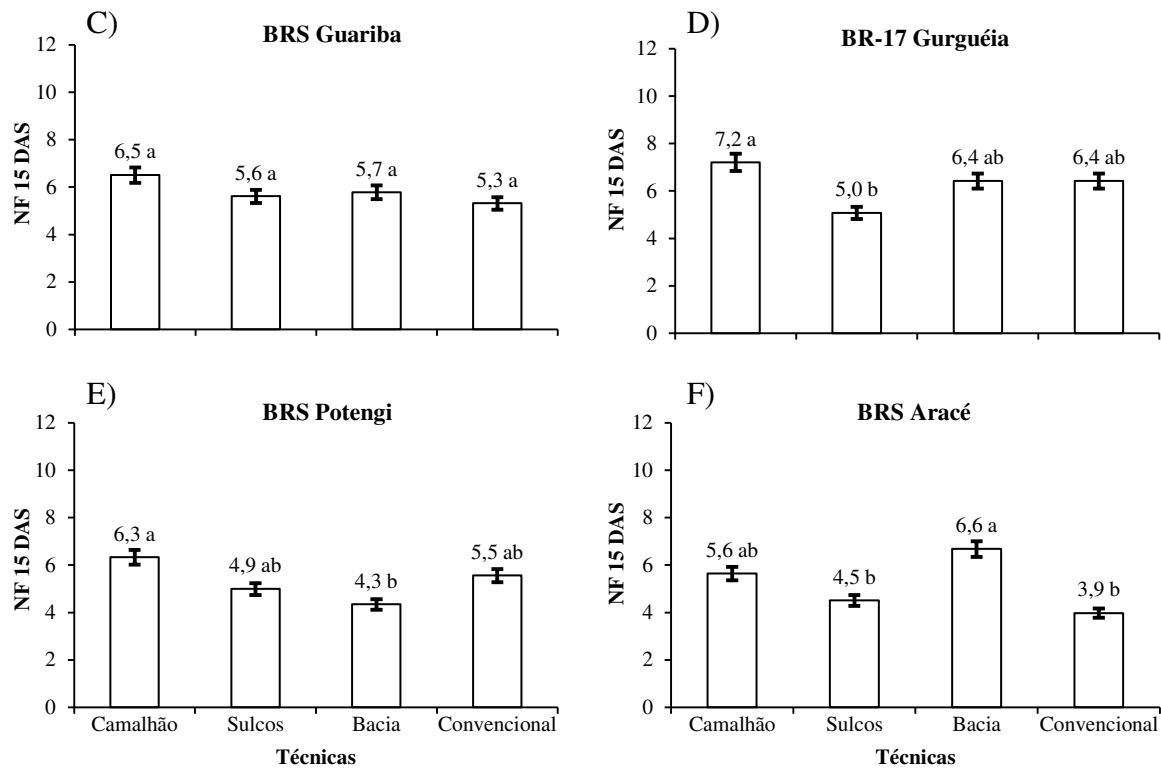 C)
BRS Guariba
NF 15 DAS
12
10
8
6
4
2
0
6,5 a
5,6 a
5,7 a
5,3 a
D)
BR-17 Gurguéia
NF 15 DAS
12
10
8
6
4
2
0
7,2 a
5,0 b
6,4 ab
6,4 ab
E)
BRS Potengi
NF 15 DAS
12
10
8
6
4
2
0
6,3 a
4,9 ab
4,3 b
5,5 ab
Camalhão Sulcos Bacia Convencional
Técnicas
F)
BRS Aracé
NF 15 DAS
12
10
8
6
4
2
0
5,6 ab
4,5 b
6,6 a
3,9 b
Camalhão Sulcos Bacia Convencional
Técnicas